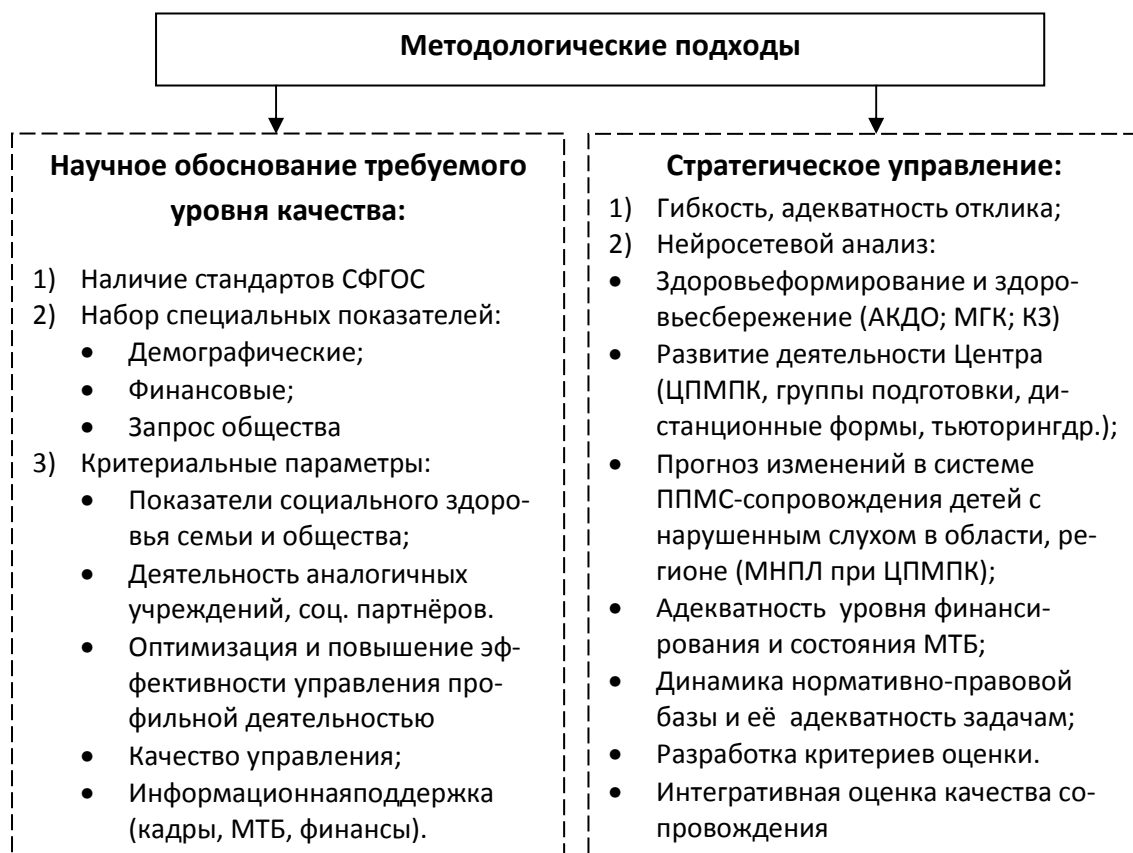 Методологические подходы
Научное обоснование требуемого
уровня качества:
1) Наличие стандартов СФГОС
2) Набор специальных показателей:
• Демографические;
• Финансовые;
• Запрос общества
3) Критериальные параметры:
• Показатели социального здоро-
вья семьи и общества;
• Деятельность аналогичных
учреждений, соц. партнёров.
• Оптимизация и повышение эф-
фективности управления про-
фильной деятельностью
• Качество управления;
• Информационнаяподдержка
(кадры, МТБ, финансы).
Стратегическое управление:
1) Гибкость, адекватность отклика;
2) Нейросетевой анализ:
• Здоровьеформирование и здоро-
вьесбережение (АКДО; МГК; КЗ)
• Развитие деятельности Центра
(ЦПМПК, группы подготовки, ди-
станционные формы, тьюторингдр.);
• Прогноз изменений в системе
ППМС-сопровождения детей с
нарушенным слухом в области, ре-
гионе (МНПЛ при ЦПМПК);
• Адекватность уровня финанси-
рования и состояния МТБ;
• Динамика нормативно-правовой
базы и её адекватность задачам;
• Разработка критериев оценки.
• Интегративная оценка качества со-
провождения